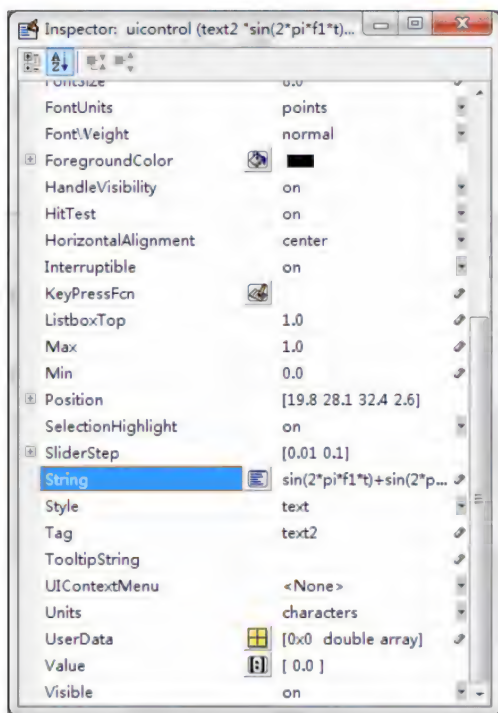 Inspector: uicontrol (text2 "sin(2*pi*f1*t)...
FontSize 8.0
FontUnits points
FontWeight normal
ForegroundColor
HandleVisibility on
HitTest on
HorizontalAlignment center
Interruptible on
KeyPressFcn
ListboxTop 1.0
Max 1.0
Min 0.0
Position [19.8 28.1 32.4 2.6]
SelectionHighlight on
SliderStep [0.01 0.1]
String sin(2*pi*f1*t)+sin(2*p...
Style text
Tag text2
TooltipString
UIContextMenu <None>
Units characters
UserData [0x0 double array]
Value [ 0.0 ]
Visible on